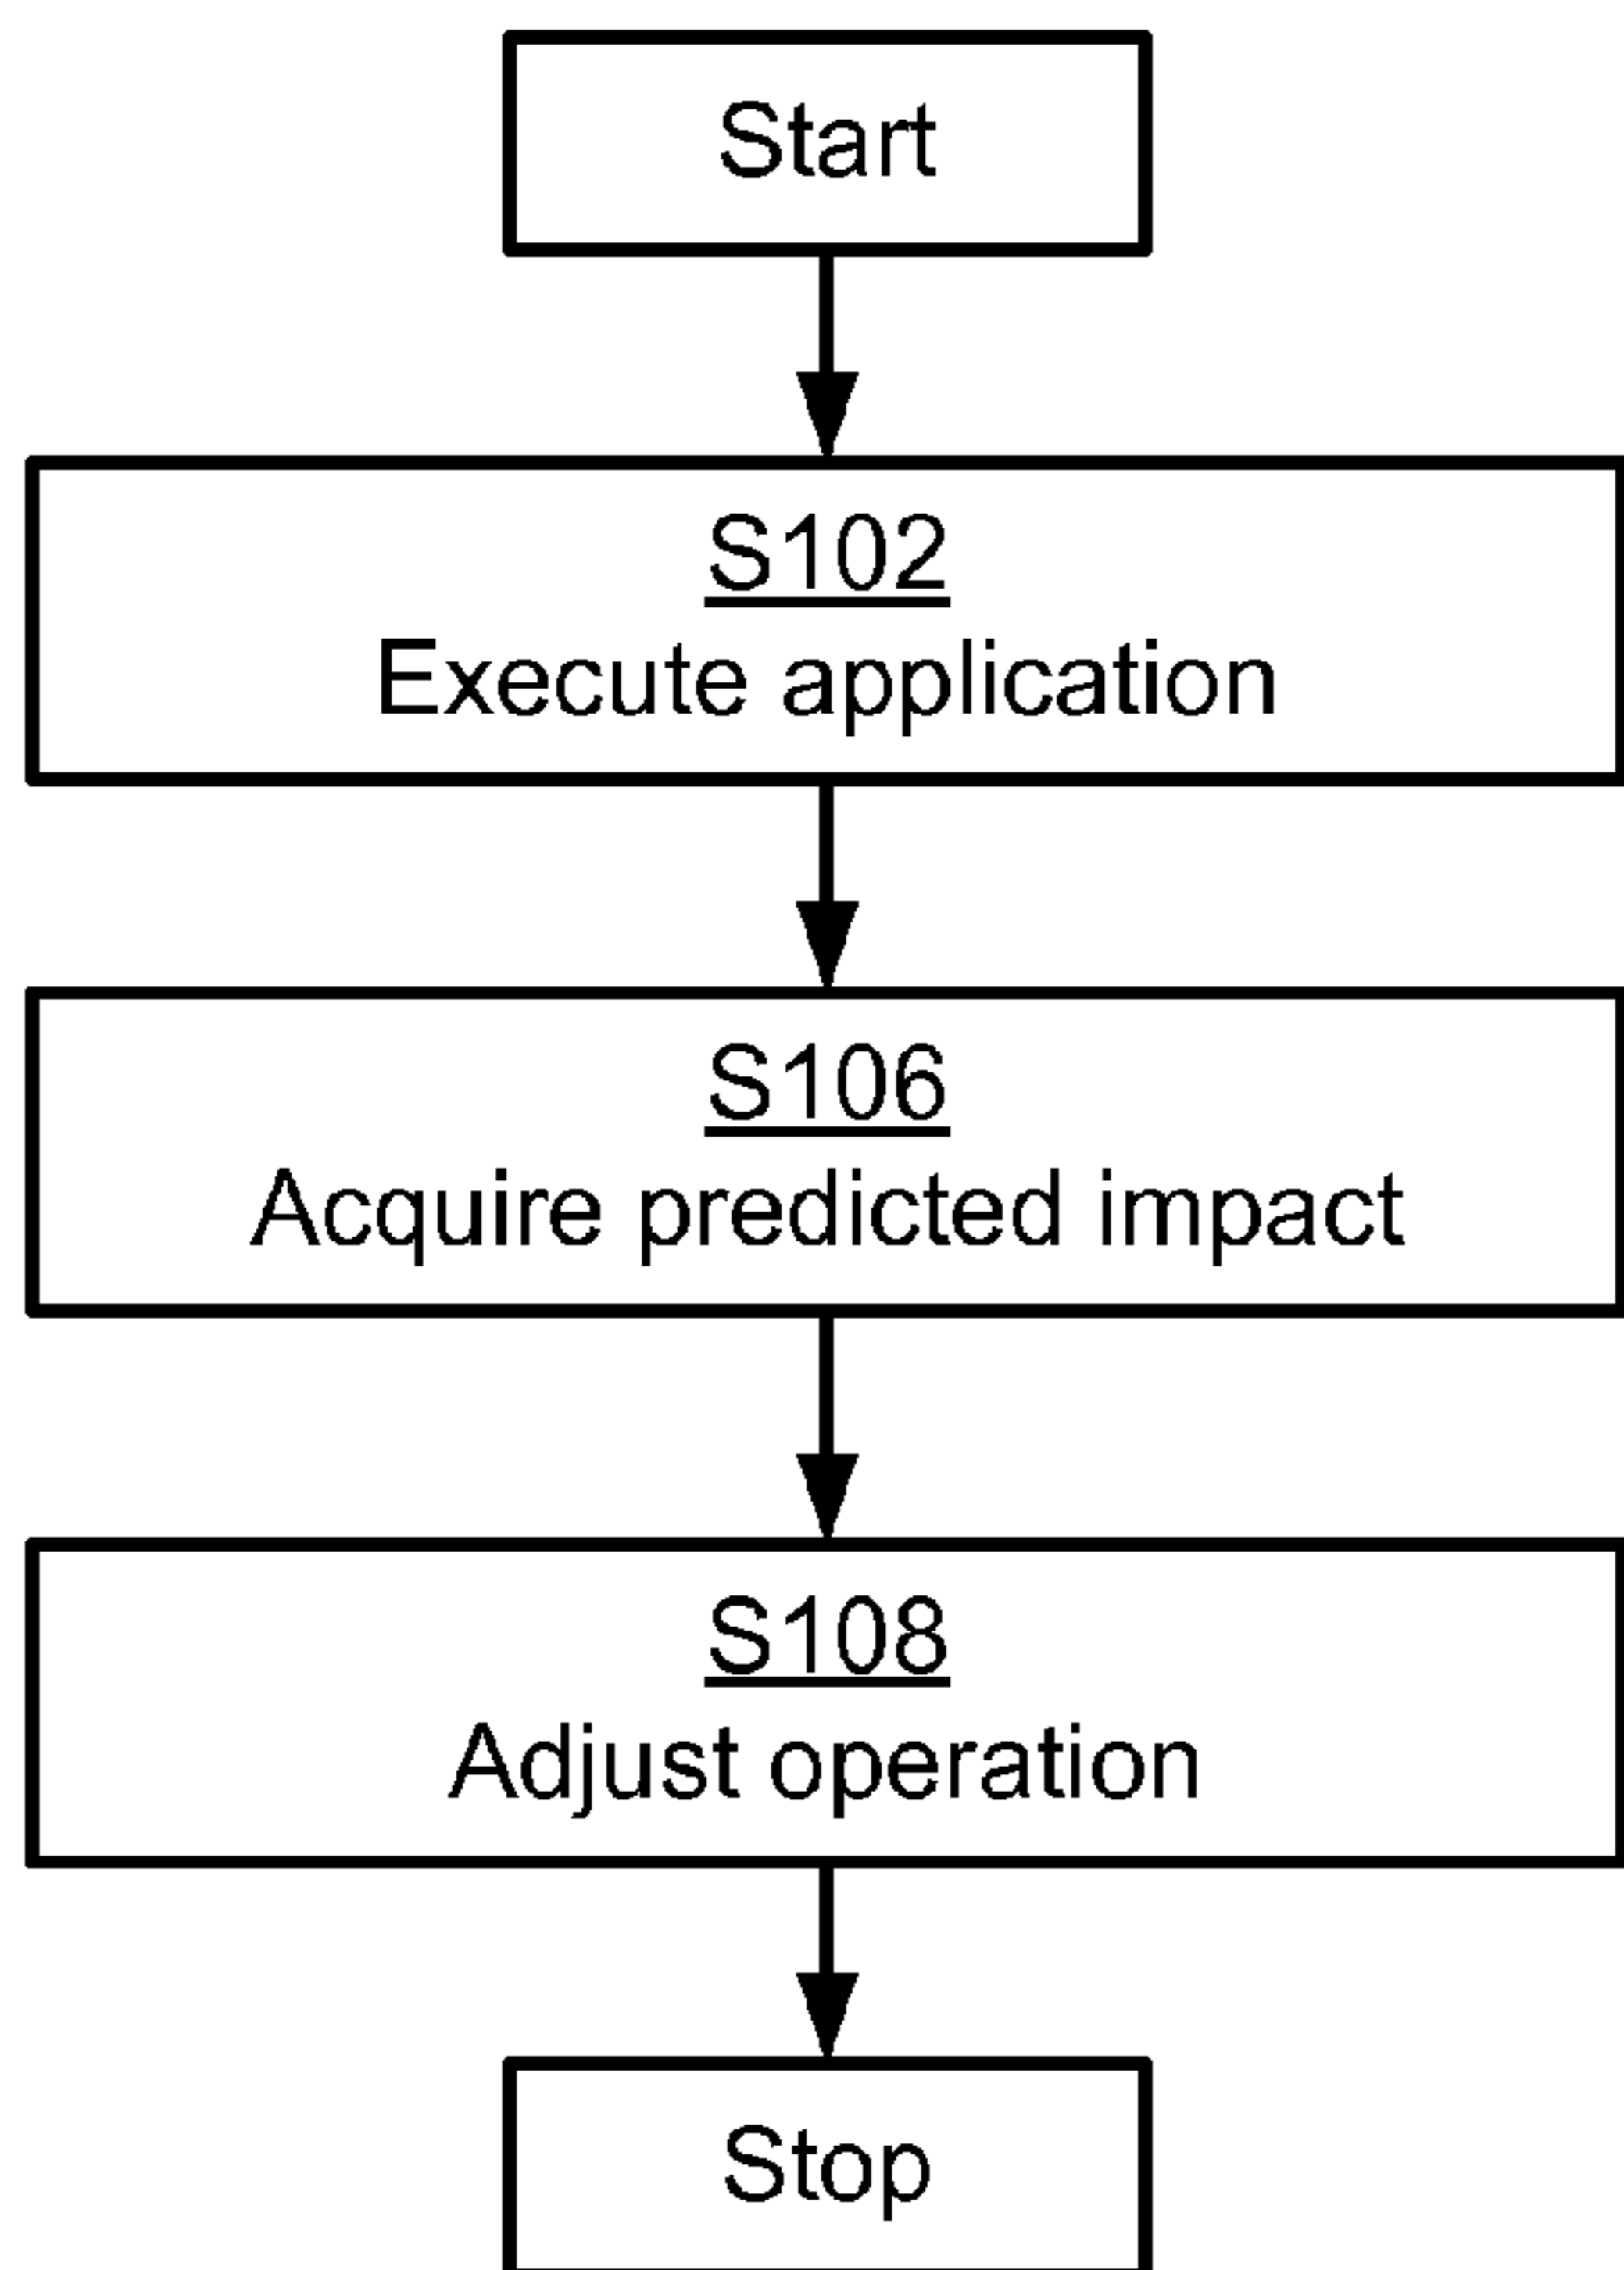 Start
S102
Execute application
S106
Acquire predicted impact
S108
Adjust operation
Stop